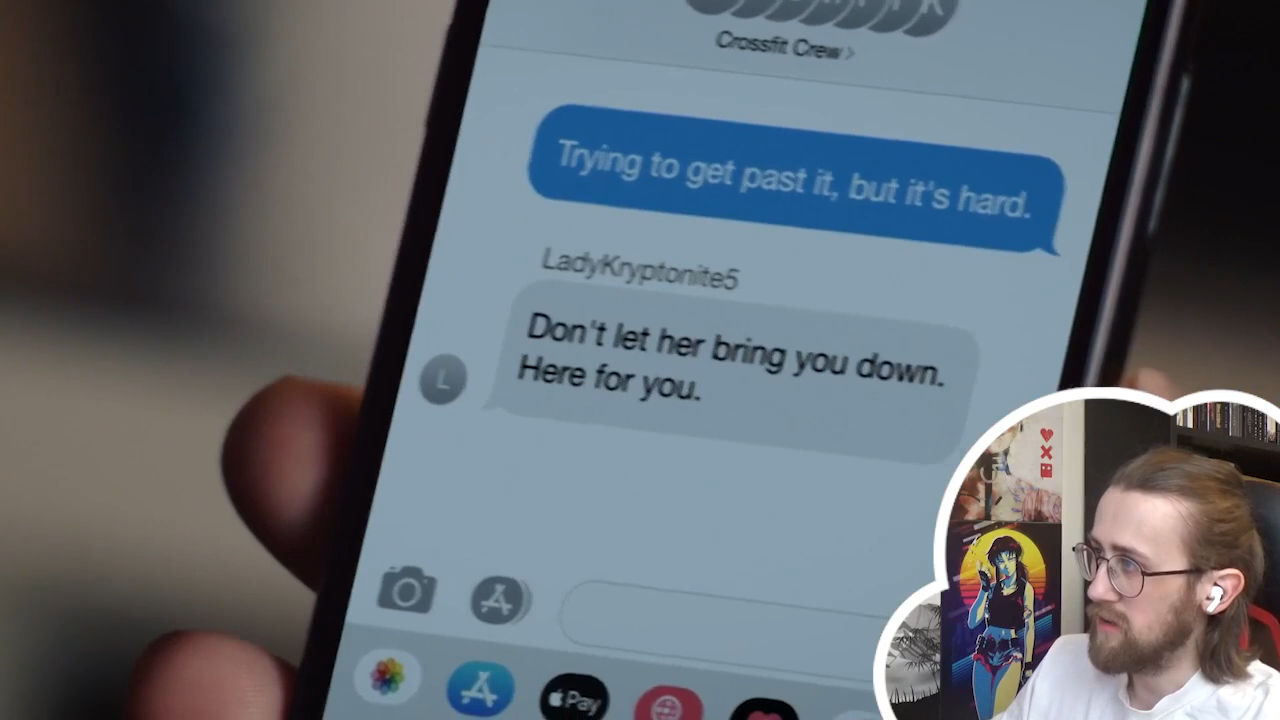 Crossfit Crew
Trying to get past it, but it's hard.
LadyKryptonite5
Don't let her bring you down.
Here for you.
L
Pay